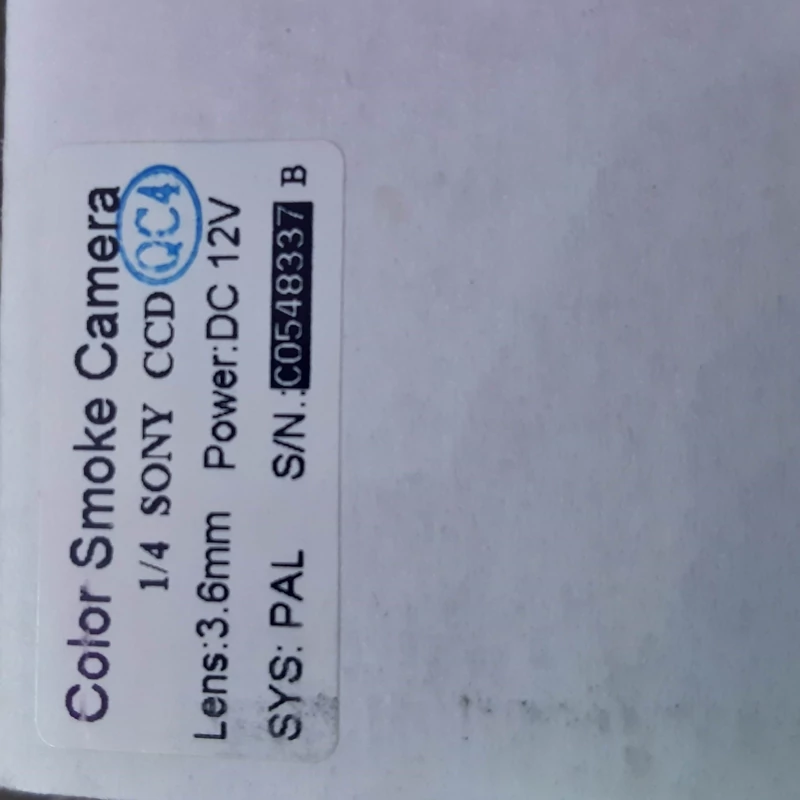 Color Smoke Camera
1/4 SONY CCD QC4
Lens:3.6mm Power:DC 12V
SYS: PAL S/N.:C0548337 B